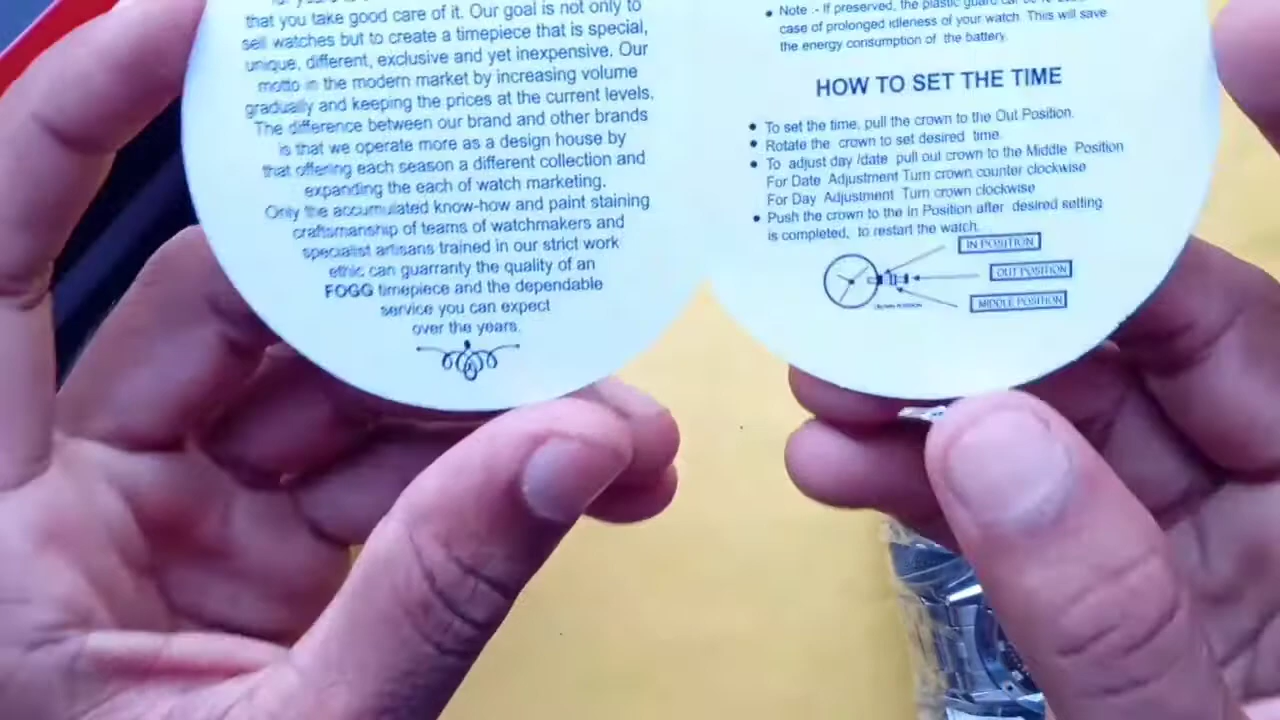 that you take good care of it. Our goal is not only to
sell watches but to create a timepiece that is special,
unique, different, exclusive and yet inexpensive. Our
motto in the modern market by increasing volume
gradually and keeping the prices at the current levels.
The difference between our brand and other brands
is that we operate more as a design house by
that offering each season a different collection and
expanding the each of watch marketing.
Only the accumulated know-how and paint staining
craftsmanship of teams of watchmakers and
specialist artisans trained in our strict work
ethic can guarranty the quality of an
FOGG timepiece and the dependable
service you can expect
over the years.
• Note :- If preserved, the plastic guard can be
case of prolonged idleness of your watch. This will save
the energy consumption of the battery.
HOW TO SET THE TIME
• To set the time, pull the crown to the Out Position.
• Rotate the crown to set desired time.
• To adjust day /date pull out crown to the Middle Position
For Date Adjustment Turn crown counter clockwise
For Day Adjustment Turn crown clockwise
• Push the crown to the In Position after desired setting
is completed, to restart the watch.
IN POSITION
OUT POSITION
MIDDLE POSITION
CROWN POSITION